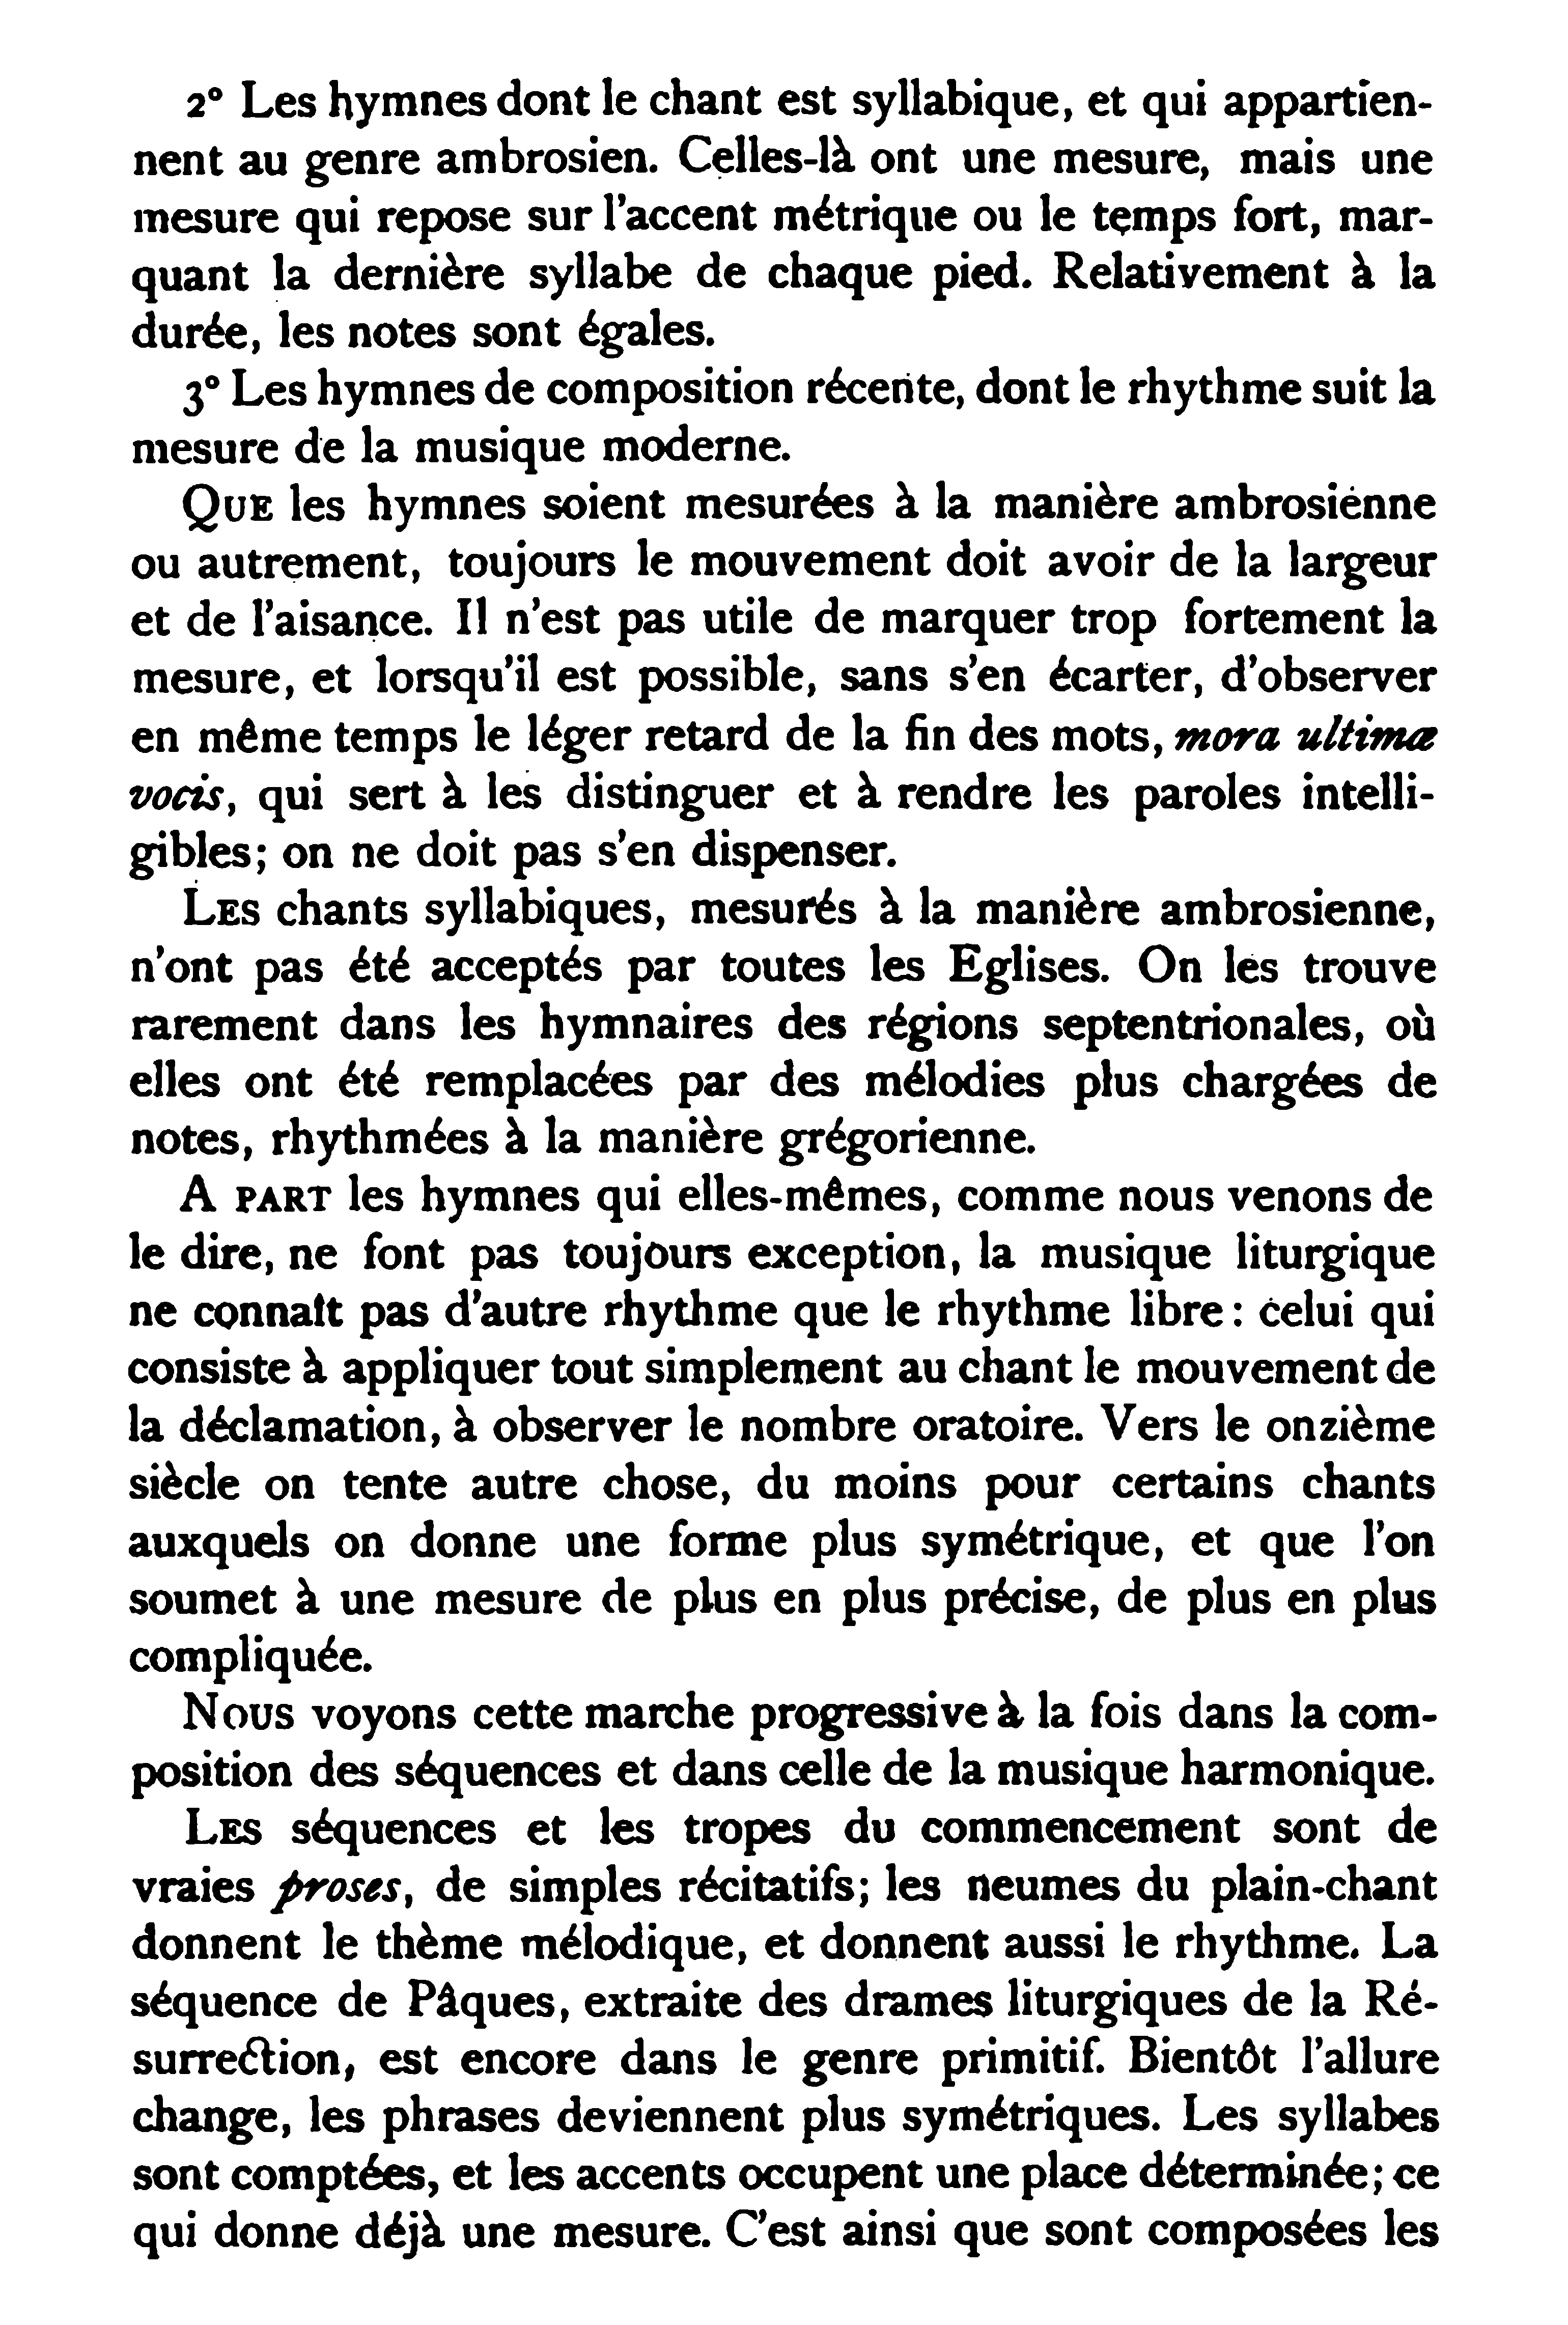 2° Les hymnes dont le chant est syllabique, et qui appartien-
nent au genre ambrosien. Celles-là ont une mesure, mais une
mesure qui repose sur l'accent métrique ou le temps fort, mar-
quant la dernière syllabe de chaque pied. Relativement à la
durée, les notes sont égales.
3° Les hymnes de composition récente, dont le rhythme suit la
mesure de la musique moderne.
QUE les hymnes soient mesurées à la manière ambrosienne
ou autrement, toujours le mouvement doit avoir de la largeur
et de l'aisance. Il n'est pas utile de marquer trop fortement la
mesure, et lorsqu'il est possible, sans s'en écarter, d'observer
en même temps le léger retard de la fin des mots, mora ultimæ
vocis, qui sert à les distinguer et à rendre les paroles intelli-
gibles; on ne doit pas s'en dispenser.
LES chants syllabiques, mesurés à la manière ambrosienne,
n'ont pas été acceptés par toutes les Eglises. On les trouve
rarement dans les hymnaires des régions septentrionales, où
elles ont été remplacées par des mélodies plus chargées de
notes, rhythmées à la manière grégorienne.
A PART les hymnes qui elles-mêmes, comme nous venons de
le dire, ne font pas toujours exception, la musique liturgique
ne connaît pas d'autre rhythme que le rhythme libre: celui qui
consiste à appliquer tout simplement au chant le mouvement de
la déclamation, à observer le nombre oratoire. Vers le onzième
siècle on tente autre chose, du moins pour certains chants
auxquels on donne une forme plus symétrique, et que l'on
soumet à une mesure de plus en plus précise, de plus en plus
compliquée.
NOUS voyons cette marche progressive à la fois dans la com-
position des séquences et dans celle de la musique harmonique.
LES séquences et les tropes du commencement sont de
vraies proses, de simples récitatifs; les neumes du plain-chant
donnent le thème mélodique, et donnent aussi le rhythme. La
séquence de Pâques, extraite des drames liturgiques de la Ré-
surrection, est encore dans le genre primitif. Bientôt l'allure
change, les phrases deviennent plus symétriques. Les syllabes
sont comptées, et les accents occupent une place déterminée; ce
qui donne déjà une mesure. C'est ainsi que sont composées les